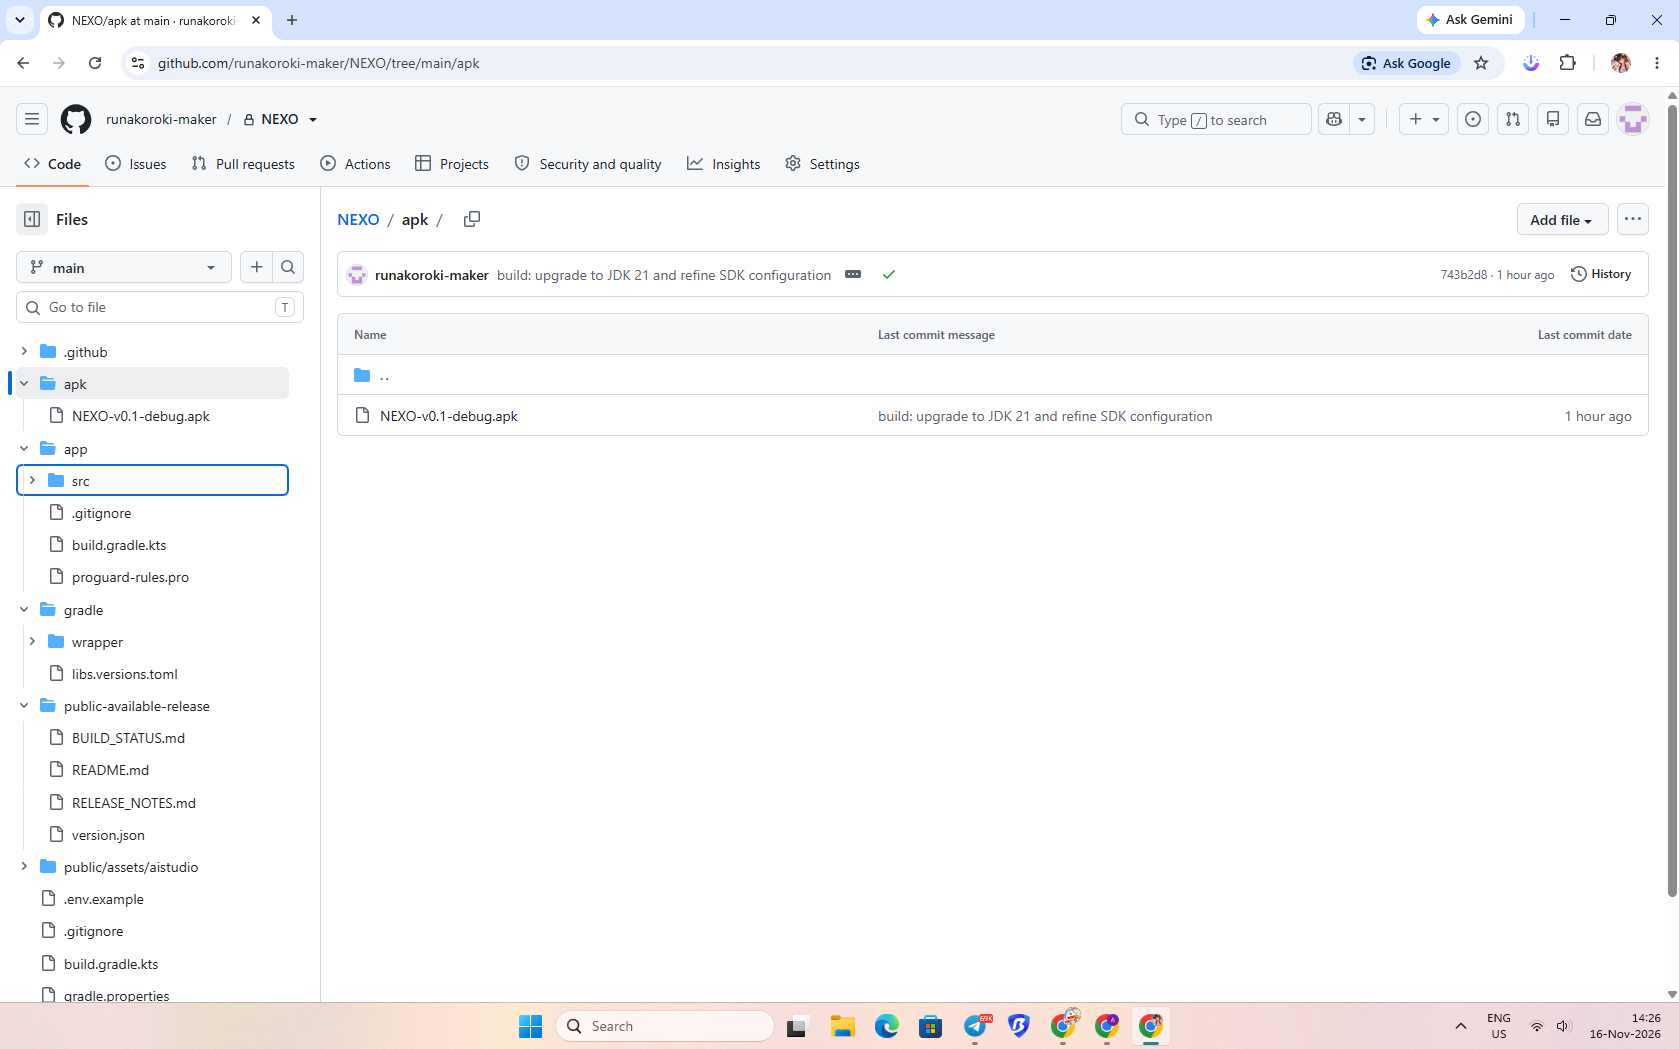 NEXO/apk at main · runakoroki-
Ask Gemini
github.com/runakoroki-maker/NEXO/tree/main/apk
Ask Google
runakoroki-maker / NEXO
Type / to search
Code
Issues
Pull requests
Actions
Projects
Security and quality
Insights
Settings
Files
main
Go to file
T
.github
apk
NEXO-v0.1-debug.apk
app
src
.gitignore
build.gradle.kts
proguard-rules.pro
gradle
wrapper
libs.versions.toml
public-available-release
BUILD_STATUS.md
README.md
RELEASE_NOTES.md
version.json
public/assets/aistudio
.env.example
.gitignore
build.gradle.kts
gradle.properties
NEXO / apk /
Add file
runakoroki-maker build: upgrade to JDK 21 and refine SDK configuration
743b2d8 · 1 hour ago
History
Name Last commit message Last commit date
..
NEXO-v0.1-debug.apk build: upgrade to JDK 21 and refine SDK configuration 1 hour ago
Search
69K
A
ENG
US
14:26
16-Nov-2026